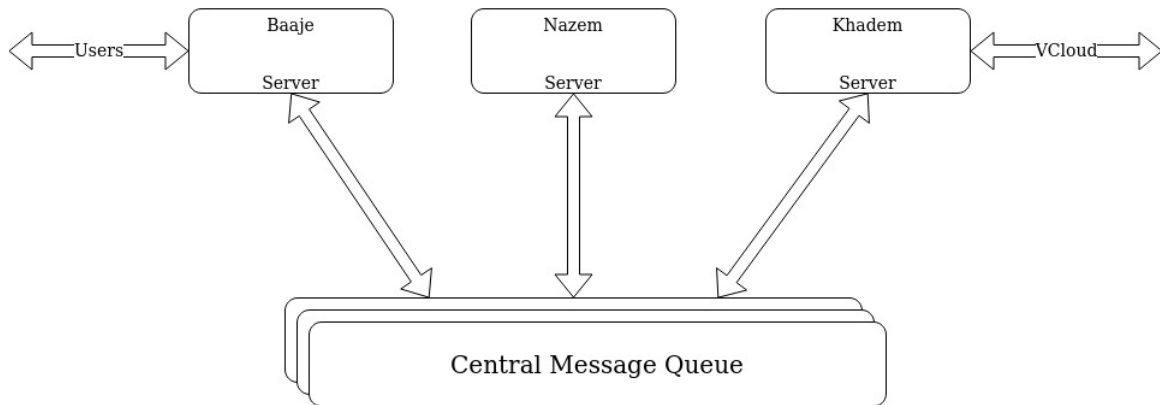 Baaje
Nazem
Khadem
Users
VCloud
Server
Server
Server
Central Message Queue